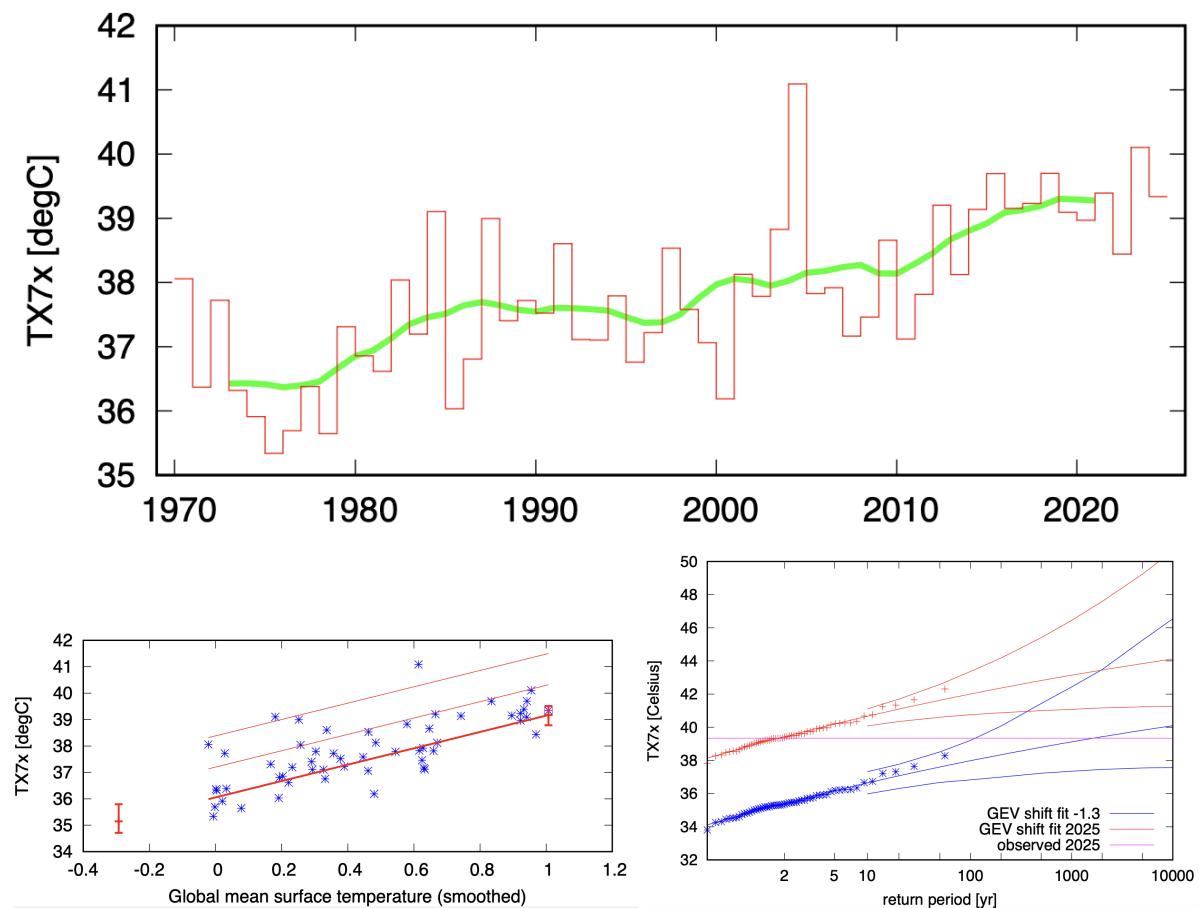 TX7x [degC]
42
41
40
39
38
37
36
35
1970 1980 1990 2000 2010 2020
TX7x [degC]
42
41
40
39
38
37
36
35
34
-0.4 -0.2 0 0.2 0.4 0.6 0.8 1 1.2
Global mean surface temperature (smoothed)
TX7x [Celsius]
50
48
46
44
42
40
38
36
34
32
GEV shift fit -1.3
GEV shift fit 2025
observed 2025
2 5 10 100 1000 10000
return period [yr]